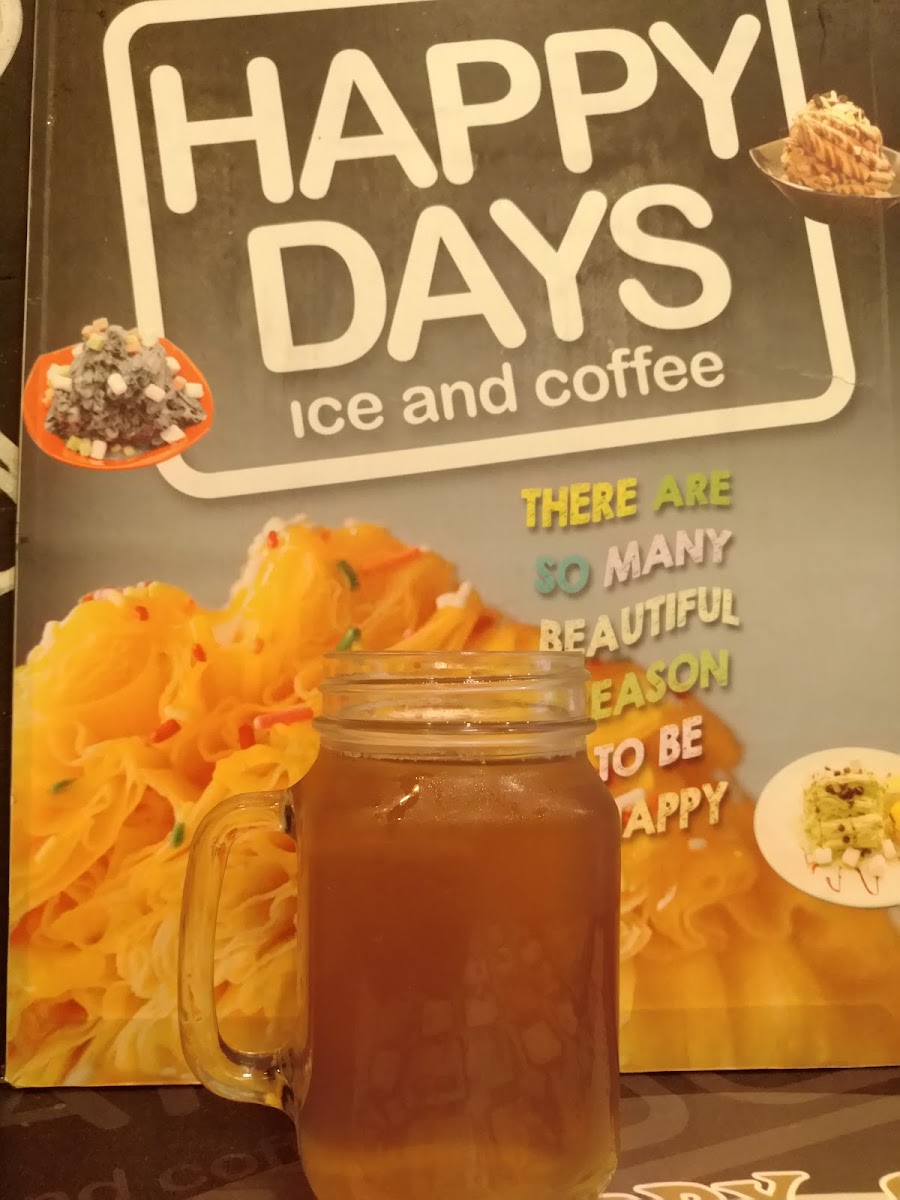 HAPPY
DAYS
Ice and coffee
THERE ARE
SO MANY
BEAUTIFUL
EASON
TO BE
APPY